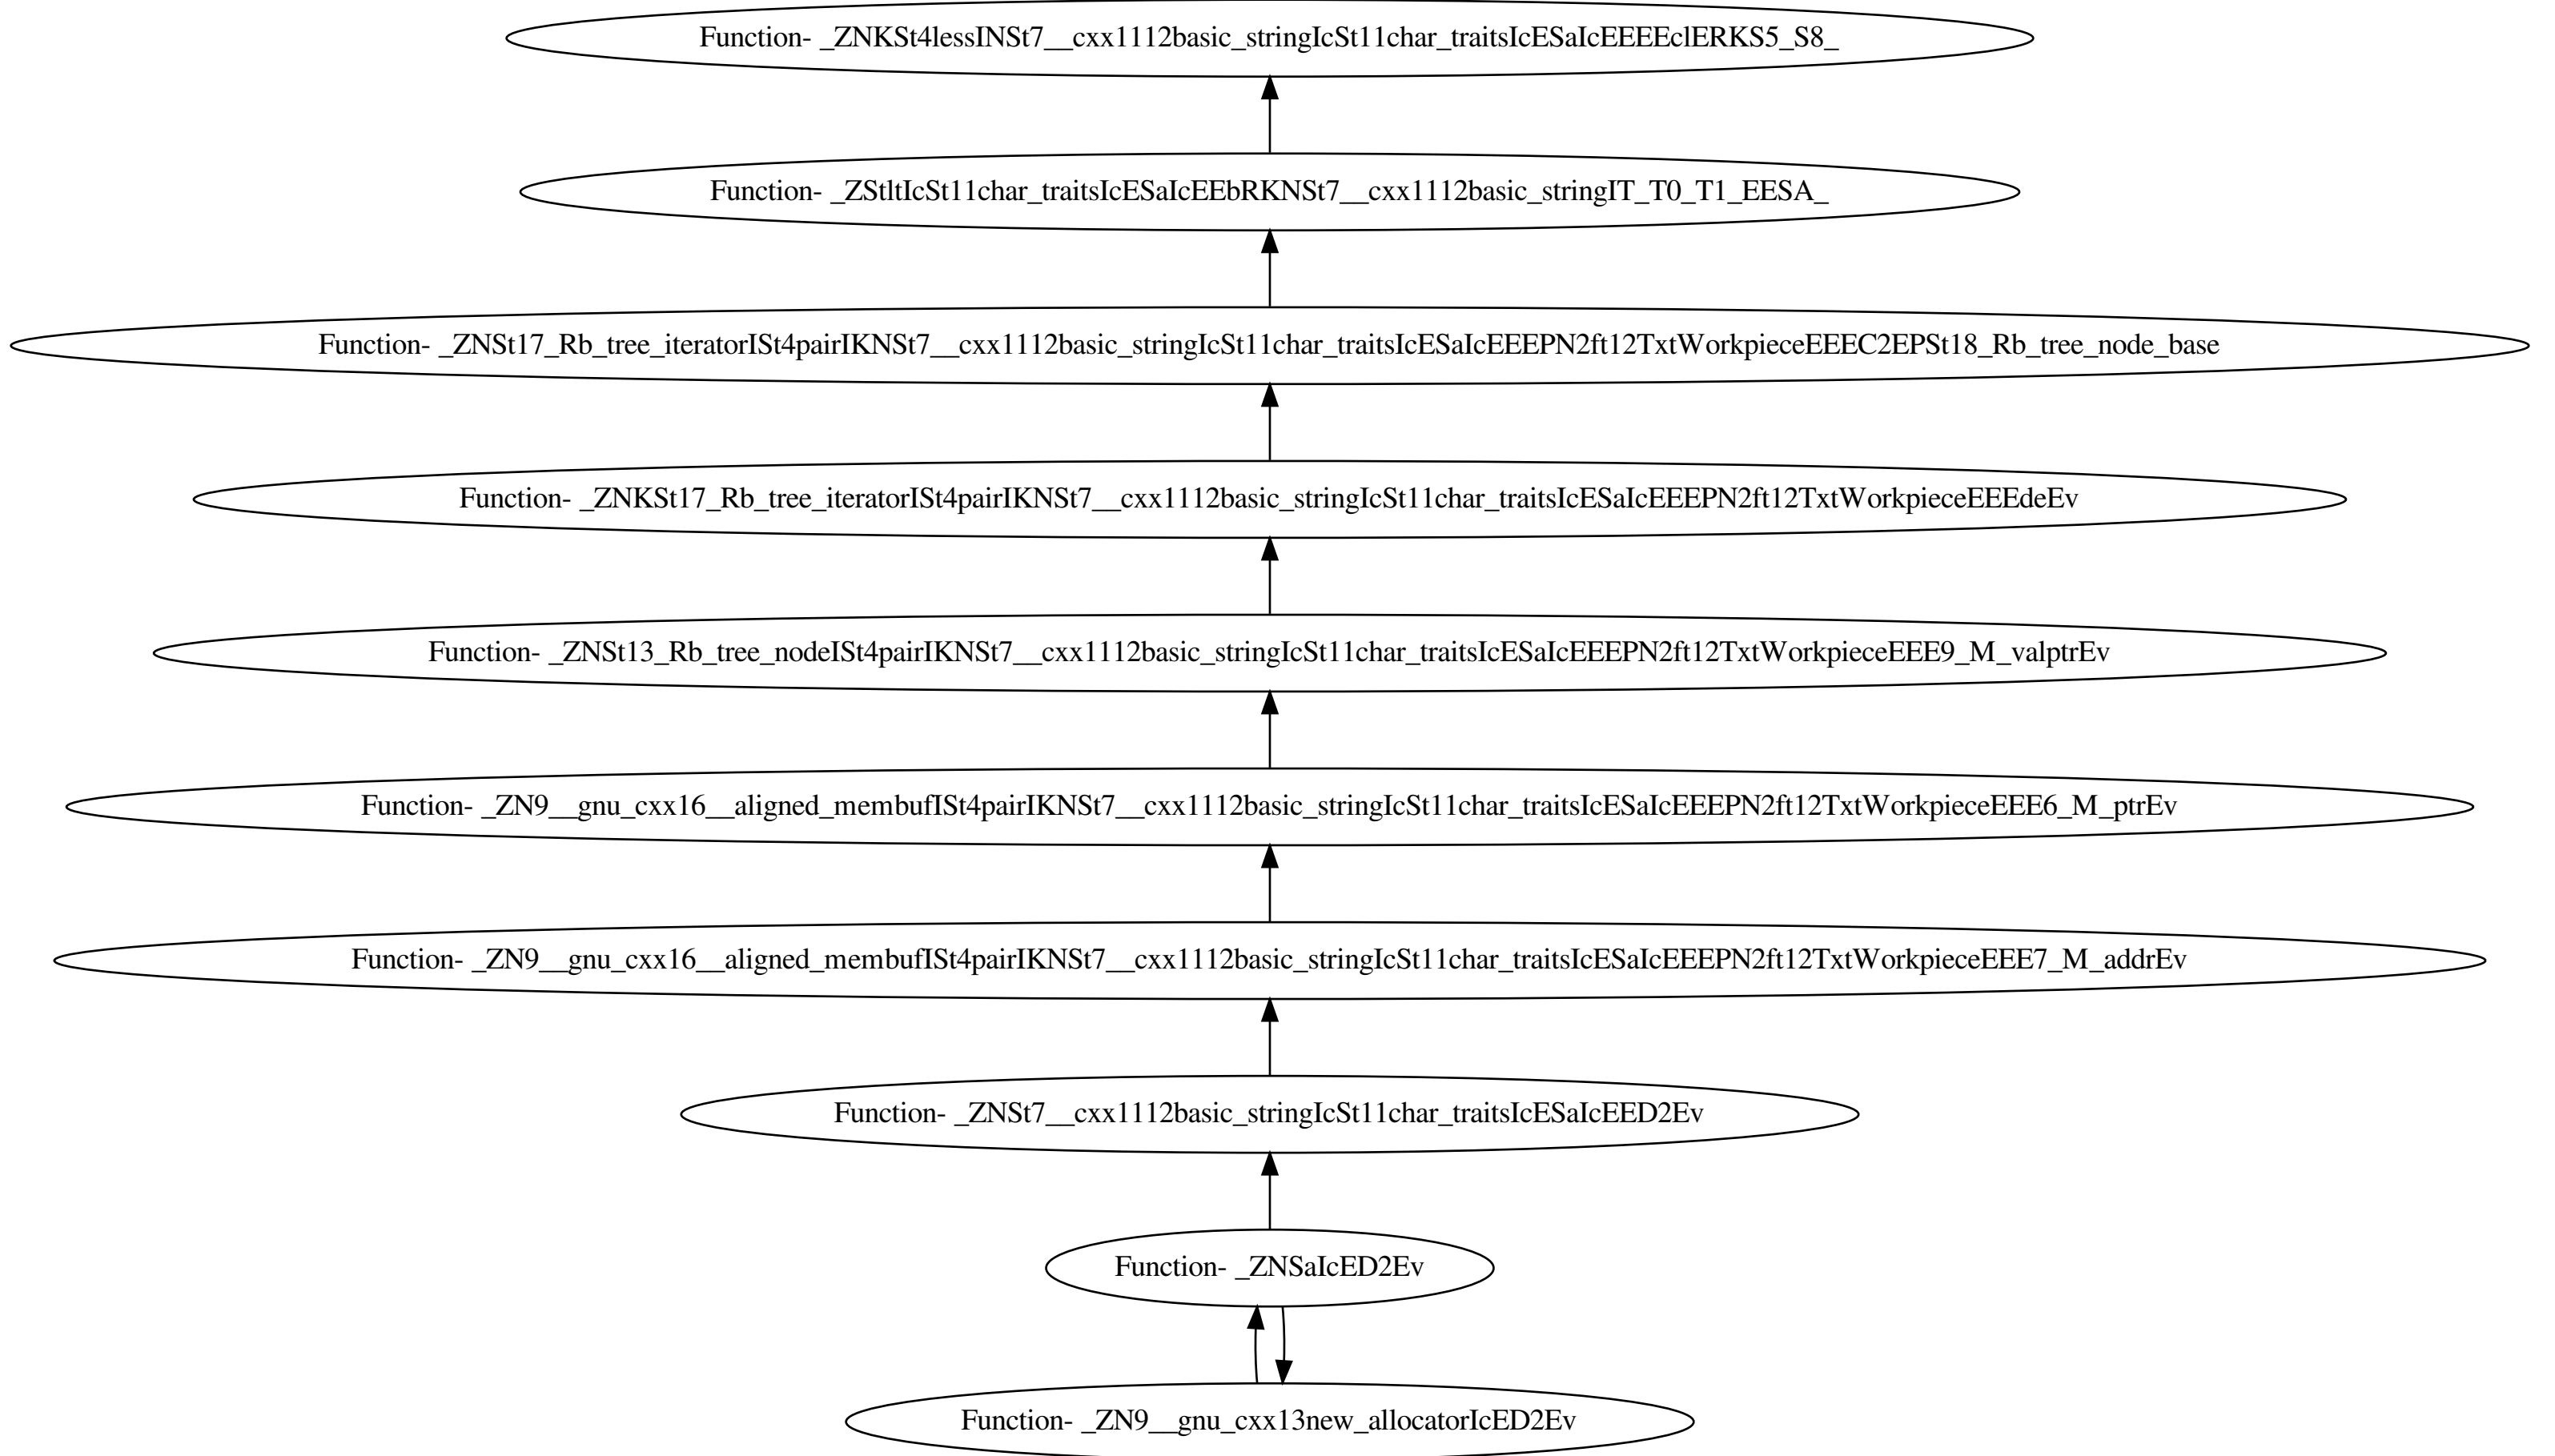 Function- _ZNKSt4lessINSt7__cxx1112basic_stringIcSt11char_traitsIcESaIcEEEEclERKS5_S8_
Function- _ZStltIcSt11char_traitsIcESaIcEEbRKNSt7__cxx1112basic_stringIT_T0_T1_EESA_
Function- _ZNSt17_Rb_tree_iteratorISt4pairIKNSt7__cxx1112basic_stringIcSt11char_traitsIcESaIcEEEPN2ft12TxtWorkpieceEEEC2EPSt18_Rb_tree_node_base
Function- _ZNKSt17_Rb_tree_iteratorISt4pairIKNSt7__cxx1112basic_stringIcSt11char_traitsIcESaIcEEEPN2ft12TxtWorkpieceEEEdeEv
Function- _ZNSt13_Rb_tree_nodeISt4pairIKNSt7__cxx1112basic_stringIcSt11char_traitsIcESaIcEEEPN2ft12TxtWorkpieceEEE9_M_valptrEv
Function- _ZN9__gnu_cxx16__aligned_membufISt4pairIKNSt7__cxx1112basic_stringIcSt11char_traitsIcESaIcEEEPN2ft12TxtWorkpieceEEE6_M_ptrEv
Function- _ZN9__gnu_cxx16__aligned_membufISt4pairIKNSt7__cxx1112basic_stringIcSt11char_traitsIcESaIcEEEPN2ft12TxtWorkpieceEEE7_M_addrEv
Function- _ZNSt7__cxx1112basic_stringIcSt11char_traitsIcESaIcEED2Ev
Function- _ZNSaIcED2Ev
Function- _ZN9__gnu_cxx13new_allocatorIcED2Ev